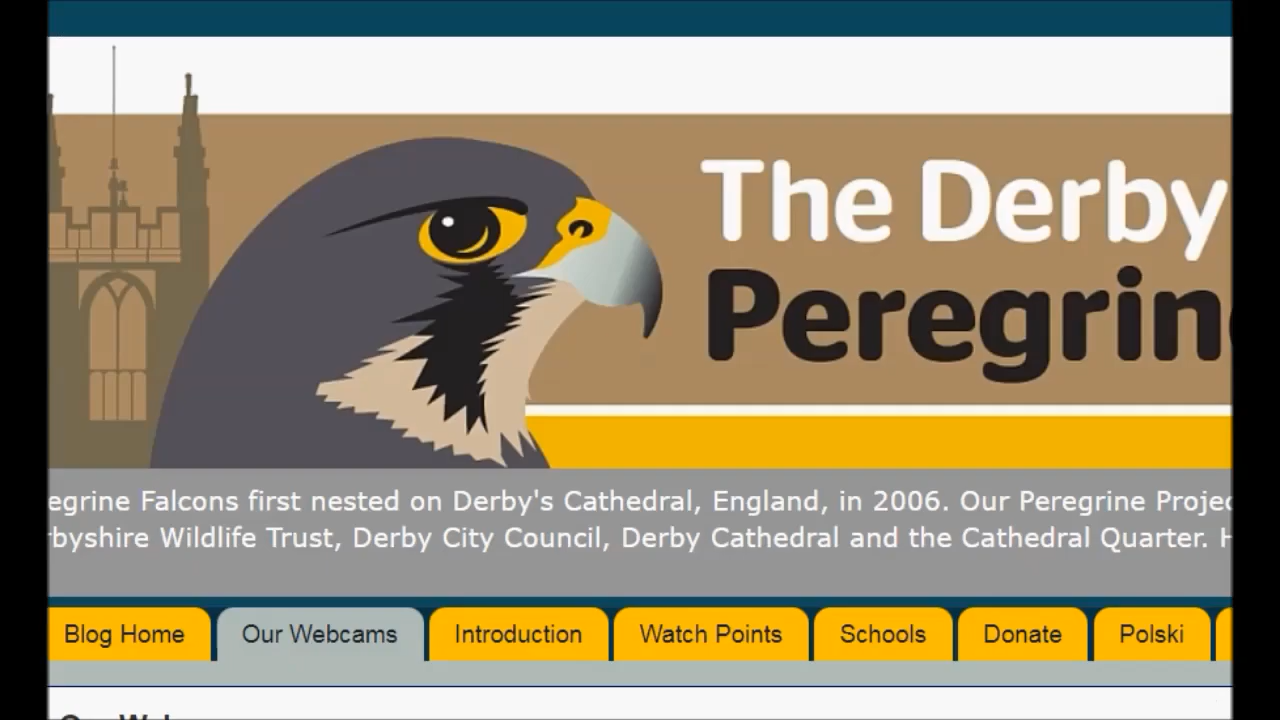 The Derby
Peregrin
egrine Falcons first nested on Derby's Cathedral, England, in 2006. Our Peregrine Projec
rbyshire Wildlife Trust, Derby City Council, Derby Cathedral and the Cathedral Quarter. H
Blog Home
Our Webcams
Introduction
Watch Points
Schools
Donate
Polski